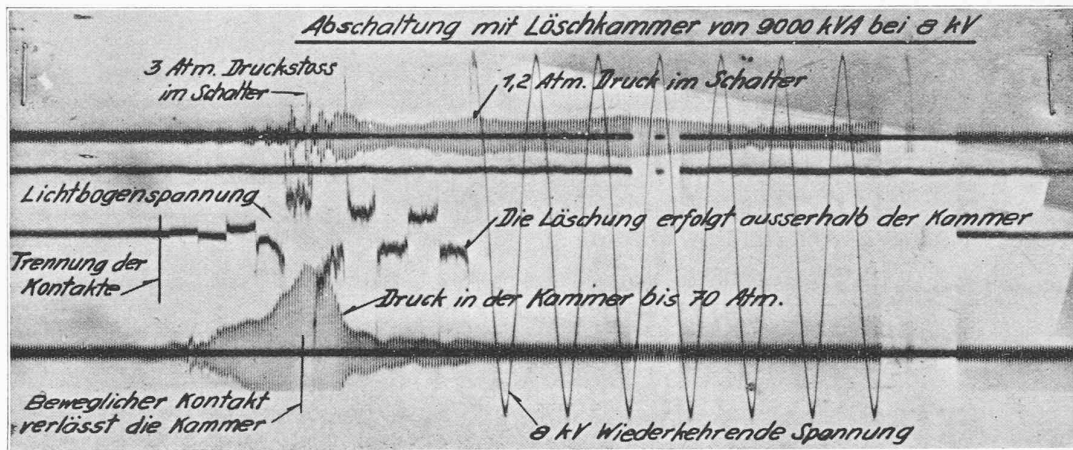 Abschaltung mit Löschkammer von 9000 kVA bei 8 kV
3 Atm. Druckstoss
im Schalter
1,2 Atm. Druck im Schalter
Lichtbogenspannung
Die Löschung erfolgt ausserhalb der Kammer
Trennung der
Kontakte
Druck in der Kammer bis 70 Atm.
Beweglicher Kontakt
verlässt die Kammer
8 kV Wiederkehrende Spannung